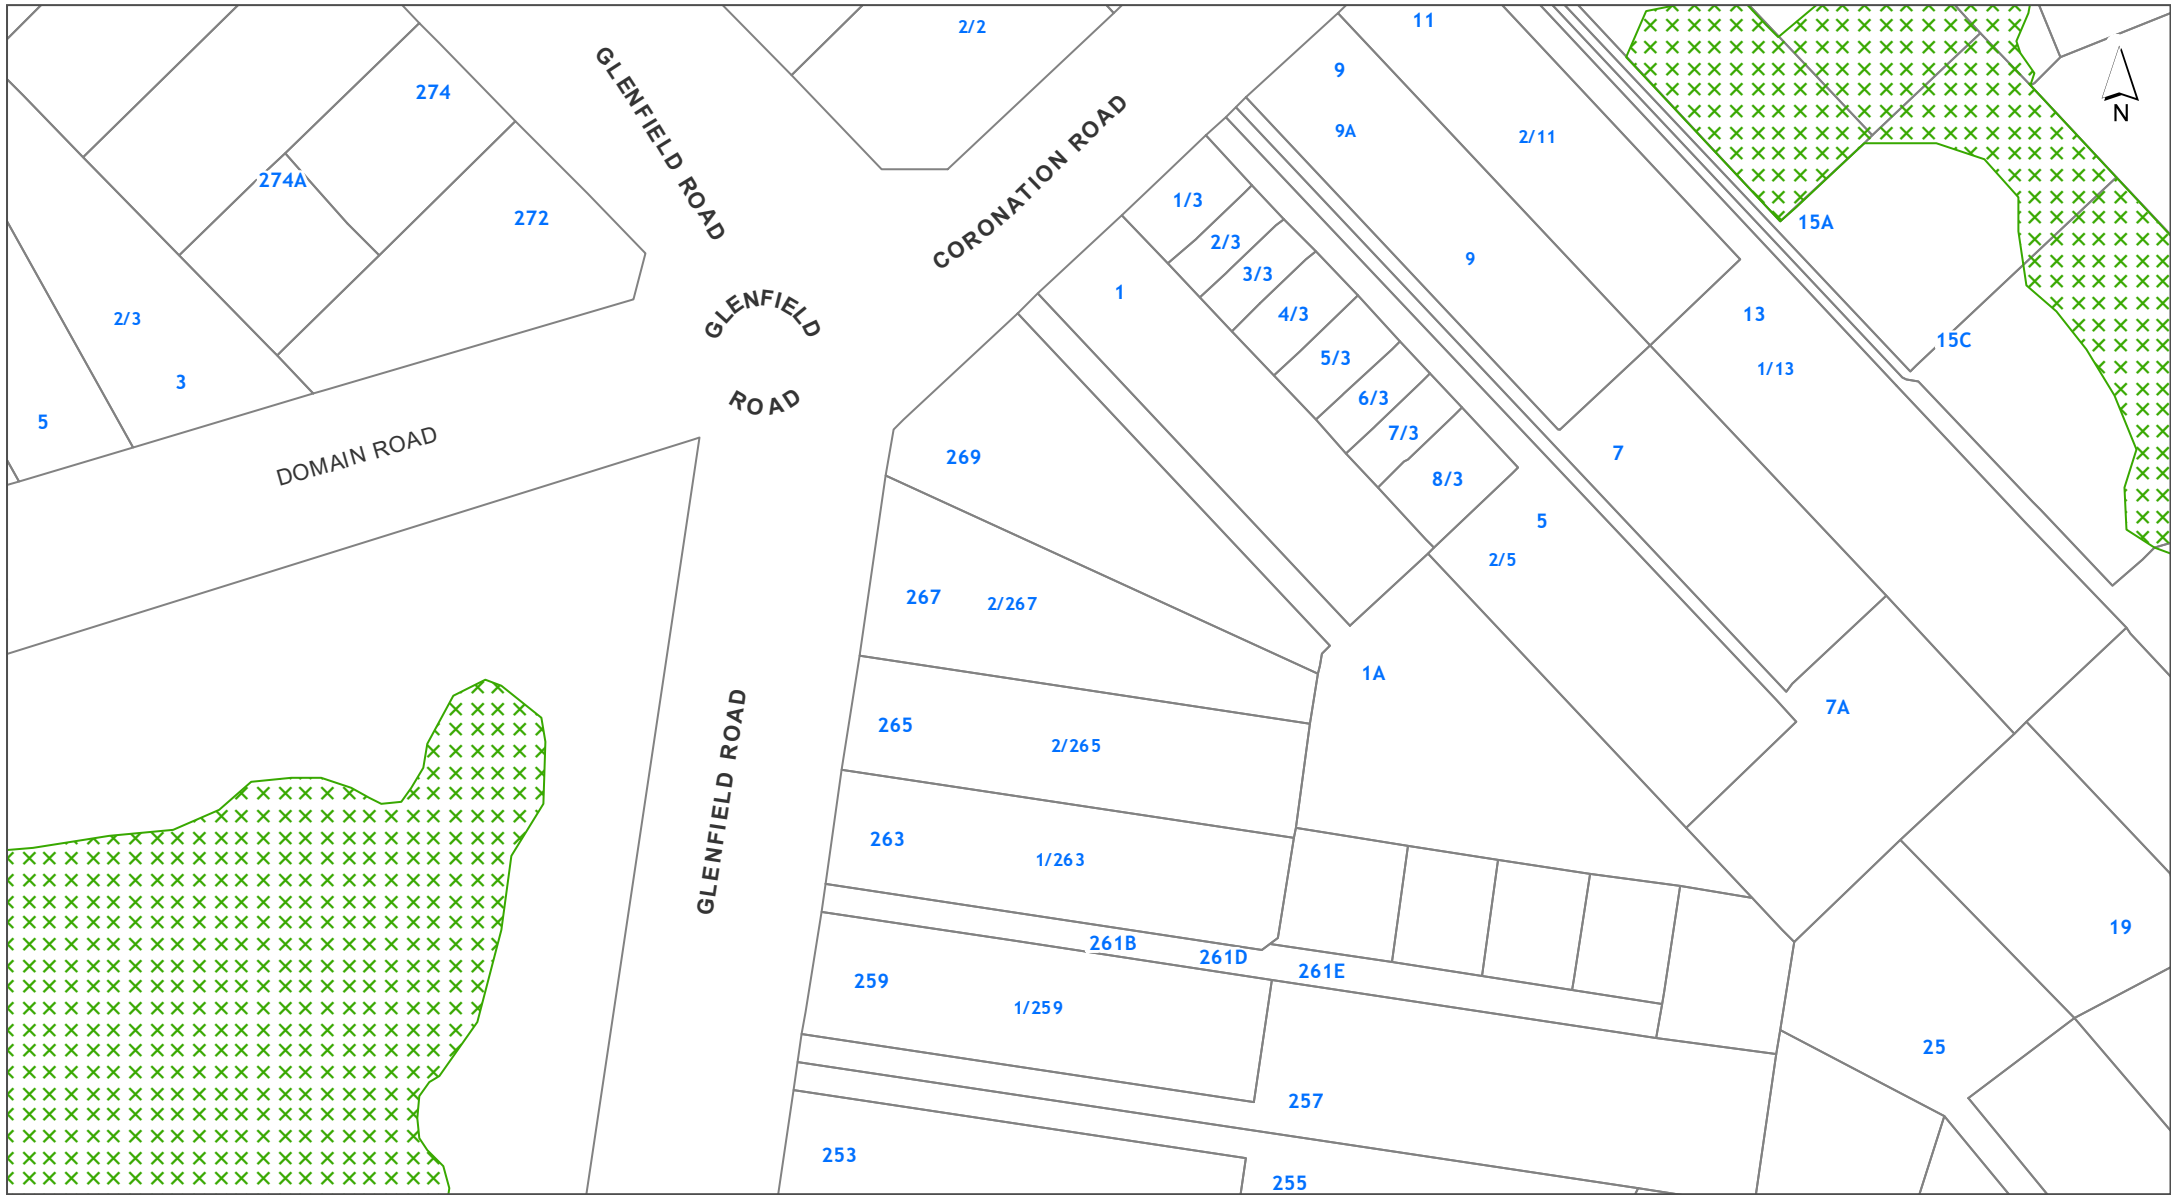 11
2/2
9
274
GLENFIELD ROAD
CORONATION ROAD
N
9A
2/11
274A
1/3
272
15A
2/3
9
3/3
1
4/3
13
2/3
GLENFIELD
ROAD
15C
5/3
1/13
3
6/3
5
7/3
DOMAIN ROAD
7
269
8/3
5
2/5
267
2/267
1A
7A
265
2/265
GLENFIELD ROAD
263
1/263
19
261B
261D
261E
259
1/259
25
257
253
255